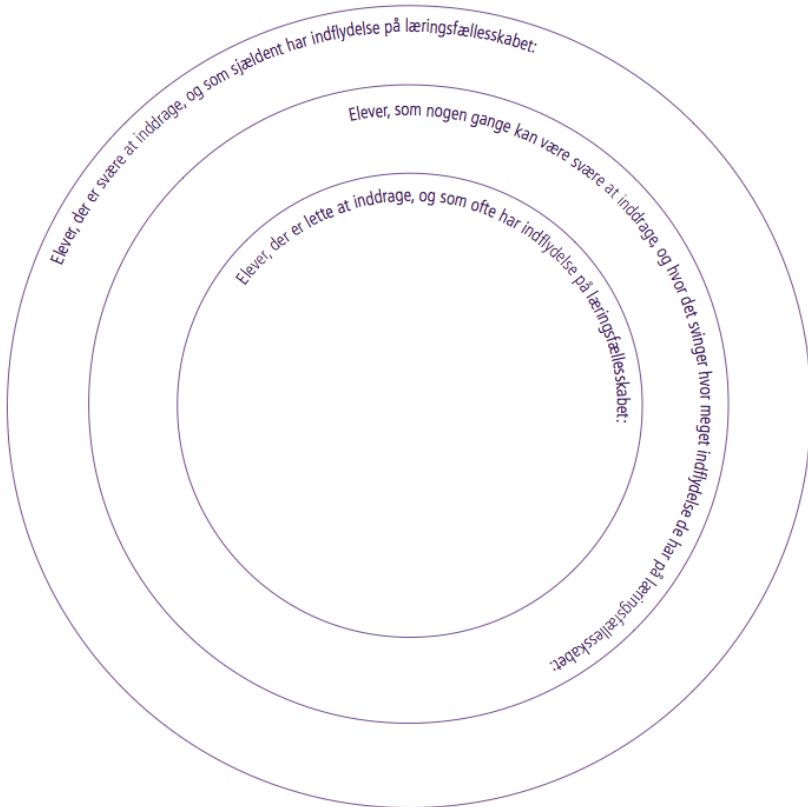 Elever, der er svære at inddrage, og som sjældent har indflydelse på læringsfællesskabet:
Elever, som nogen gange kan være svære at inddrage, og hvor det svinger hvor meget indflydelse de har på læringsfællesskabet:
Elever, der er lette at inddrage, og som ofte har indflydelse på læringsfællesskabet: